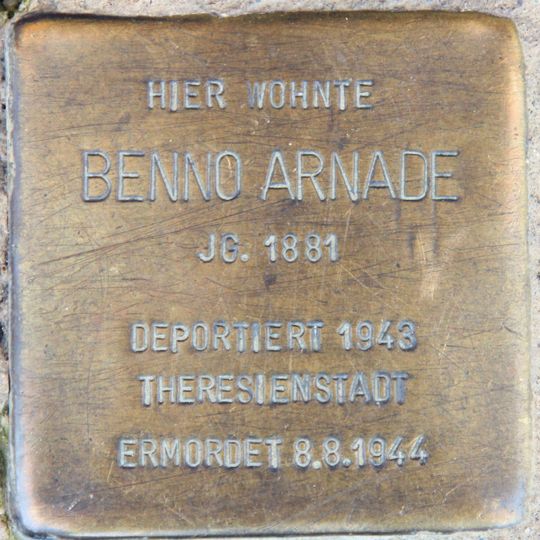 HIER WOHNTE
BENNO ARNADE
JG. 1881
DEPORTIERT 1943
THERESIENSTADT
ERMORDET 8.8.1944